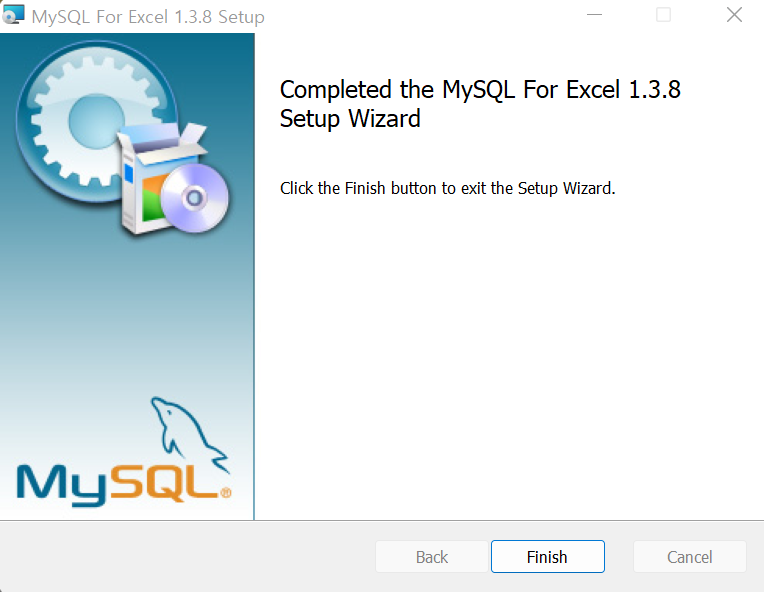 MySQL For Excel 1.3.8 Setup
Completed the MySQL For Excel 1.3.8
Setup Wizard
Click the Finish button to exit the Setup Wizard.
MySQL®
Back
Finish
Cancel